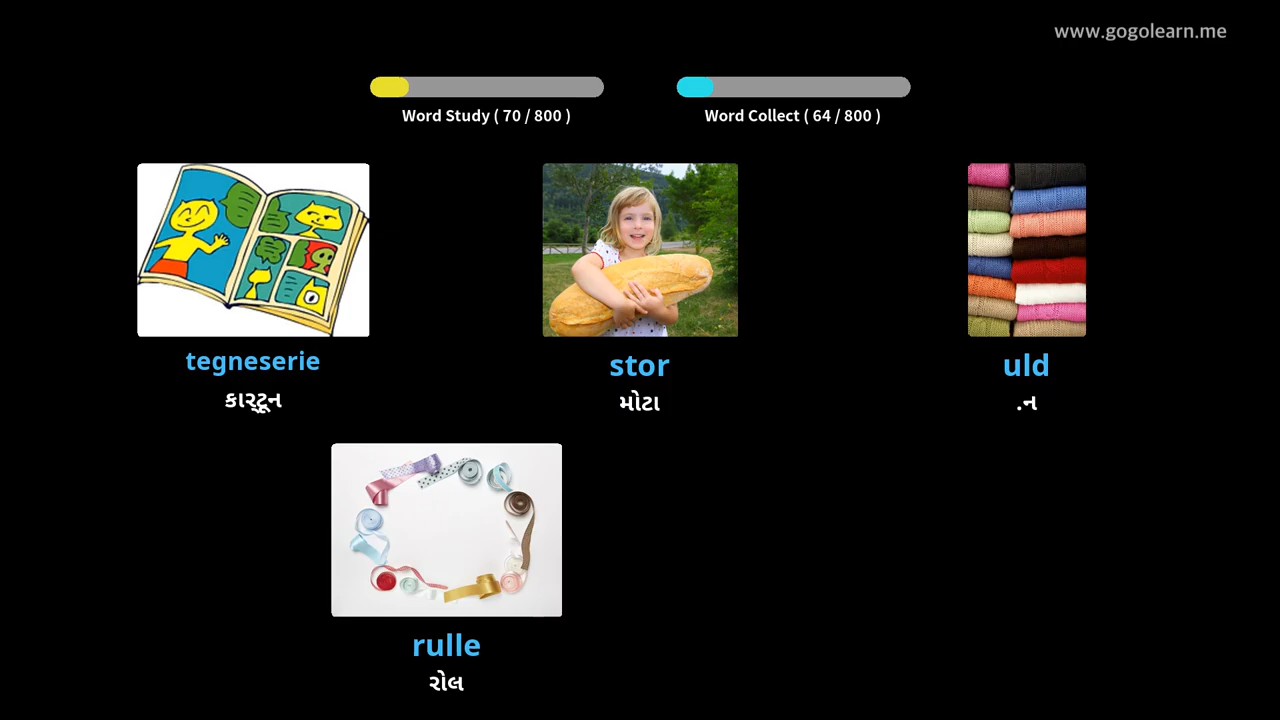 www.gogolearn.me
Word Study ( 70 / 800 )
Word Collect ( 64 / 800 )
tegneserie
કાર્ટૂન
stor
મોટા
uld
.ન
rulle
રોલ